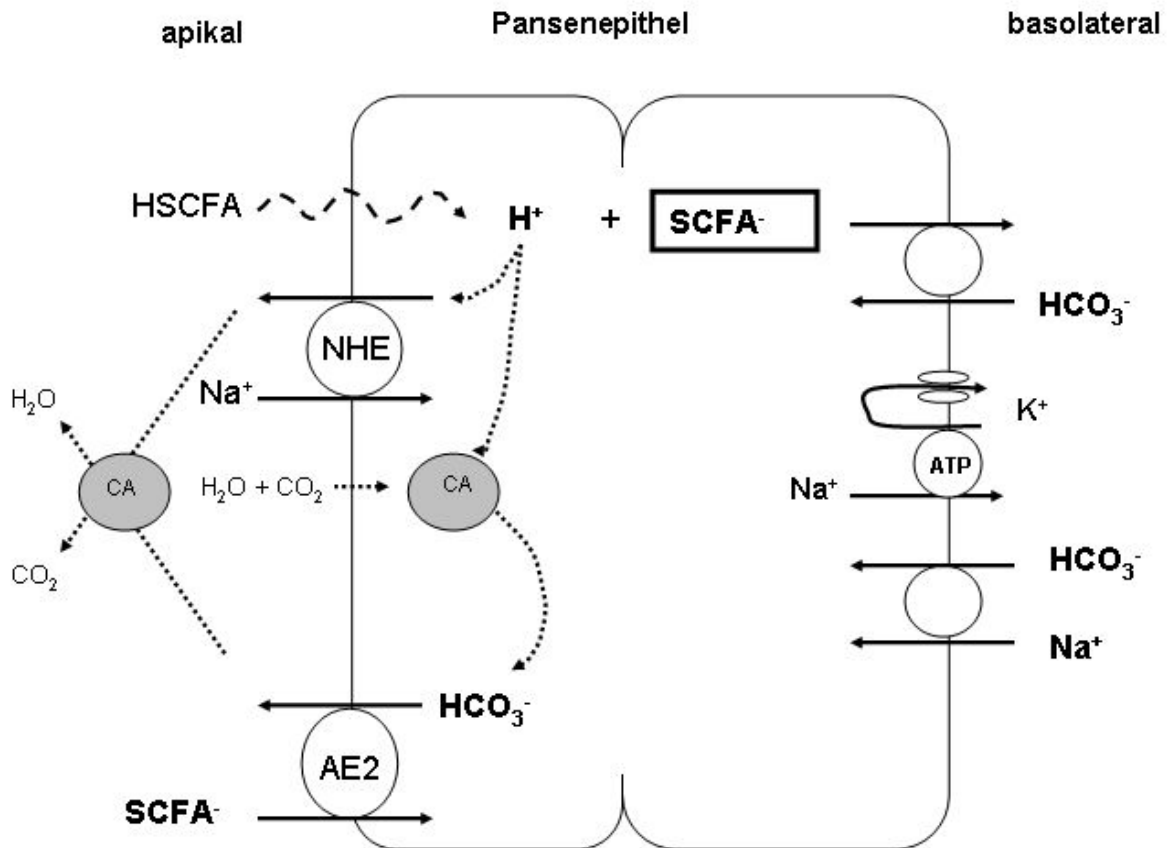 apikal
Pansenepithel
basolateral
HSCFA
H⁺
+
SCFA⁻
HCO₃⁻
NHE
Na⁺
K⁺
ATP
H₂O
CA
H₂O + CO₂
CA
Na⁺
CO₂
HCO₃⁻
Na⁺
HCO₃⁻
AE2
SCFA⁻